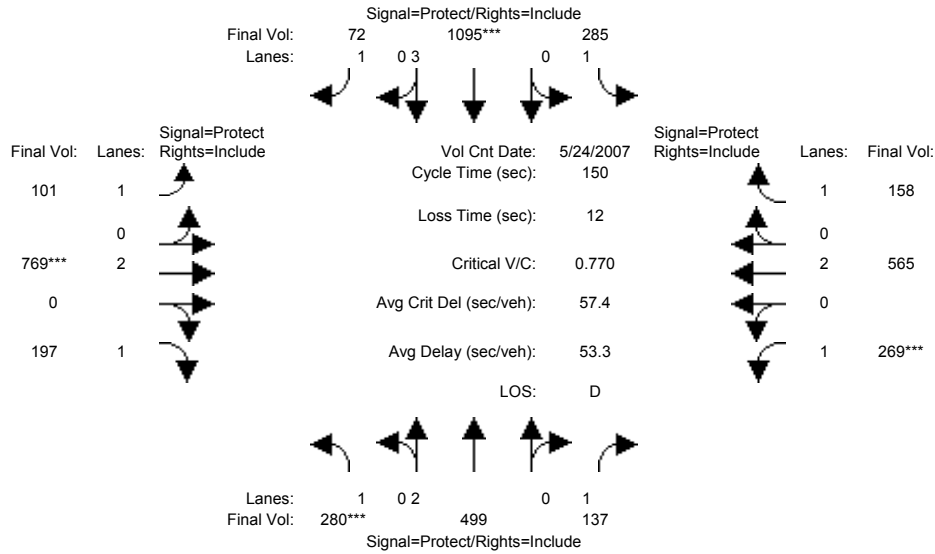 Signal=Protect/Rights=Include
Final Vol: 72 1095*** 285
Lanes: 1 0 3 0 1
Signal=Protect Signal=Protect
Final Vol: Lanes: Rights=Include Vol Cnt Date: 5/24/2007 Rights=Include Lanes: Final Vol:
Cycle Time (sec): 150
101 1 1 158
Loss Time (sec): 12
0 0
769*** 2 Critical V/C: 0.770 2 565
0 Avg Crit Del (sec/veh): 57.4 0
197 1 Avg Delay (sec/veh): 53.3 1 269***
LOS: D
Lanes: 1 0 2 0 1
Final Vol: 280*** 499 137
Signal=Protect/Rights=Include